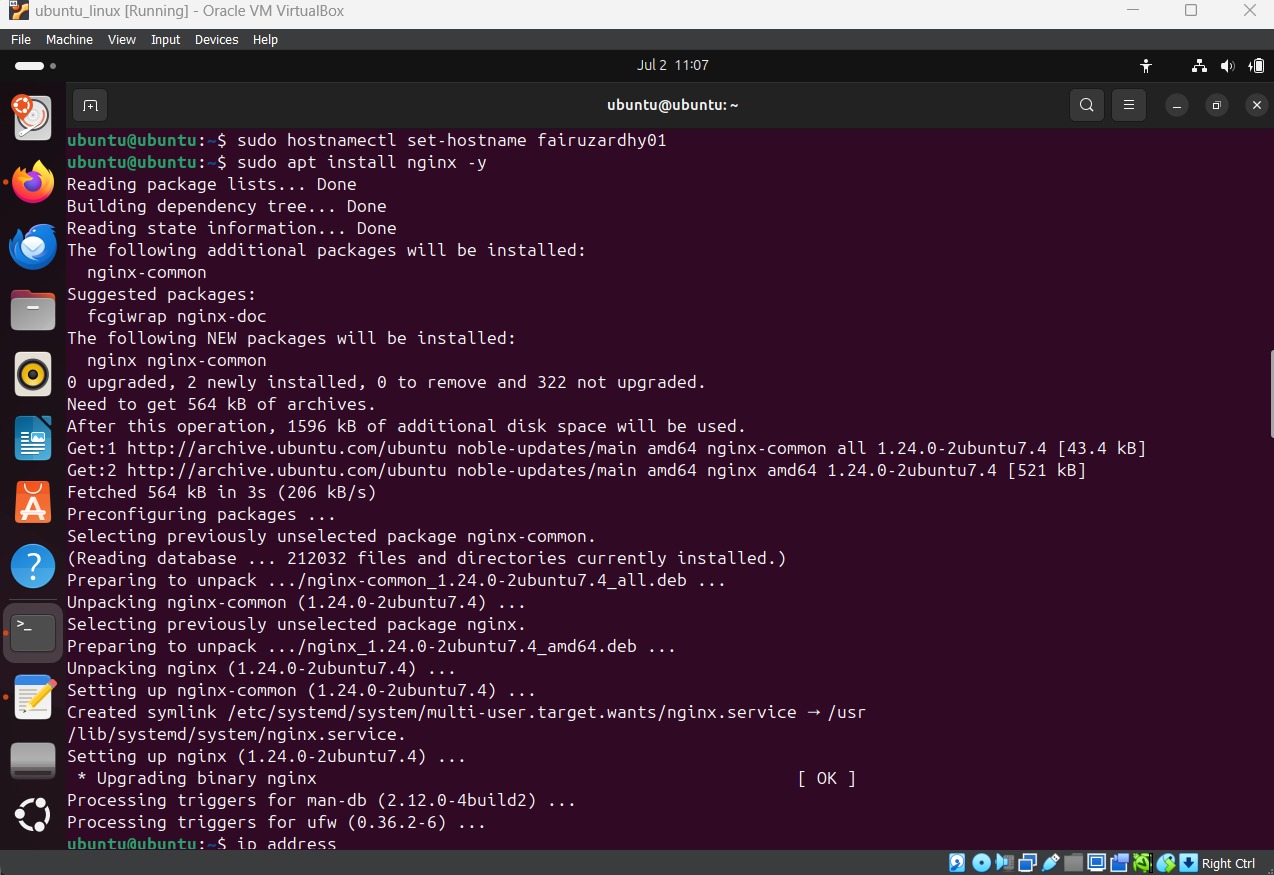 ubuntu_linux [Running] - Oracle VM VirtualBox
File Machine View Input Devices Help
Jul 2 11:07
ubuntu@ubuntu: ~
ubuntu@ubuntu:~$ sudo hostnamectl set-hostname fairuzardhy01
ubuntu@ubuntu:~$ sudo apt install nginx -y
Reading package lists... Done
Building dependency tree... Done
Reading state information... Done
The following additional packages will be installed:
  nginx-common
Suggested packages:
  fcgiwrap nginx-doc
The following NEW packages will be installed:
  nginx nginx-common
0 upgraded, 2 newly installed, 0 to remove and 322 not upgraded.
Need to get 564 kB of archives.
After this operation, 1596 kB of additional disk space will be used.
Get:1 http://archive.ubuntu.com/ubuntu noble-updates/main amd64 nginx-common all 1.24.0-2ubuntu7.4 [43.4 kB]
Get:2 http://archive.ubuntu.com/ubuntu noble-updates/main amd64 nginx amd64 1.24.0-2ubuntu7.4 [521 kB]
Fetched 564 kB in 3s (206 kB/s)
Preconfiguring packages ...
Selecting previously unselected package nginx-common.
(Reading database ... 212032 files and directories currently installed.)
Preparing to unpack .../nginx-common_1.24.0-2ubuntu7.4_all.deb ...
Unpacking nginx-common (1.24.0-2ubuntu7.4) ...
Selecting previously unselected package nginx.
Preparing to unpack .../nginx_1.24.0-2ubuntu7.4_amd64.deb ...
Unpacking nginx (1.24.0-2ubuntu7.4) ...
Setting up nginx-common (1.24.0-2ubuntu7.4) ...
Created symlink /etc/systemd/system/multi-user.target.wants/nginx.service → /usr
/lib/systemd/system/nginx.service.
Setting up nginx (1.24.0-2ubuntu7.4) ...
 * Upgrading binary nginx [ OK ]
Processing triggers for man-db (2.12.0-4build2) ...
Processing triggers for ufw (0.36.2-6) ...
ubuntu@ubuntu:~$ ip address
Right Ctrl